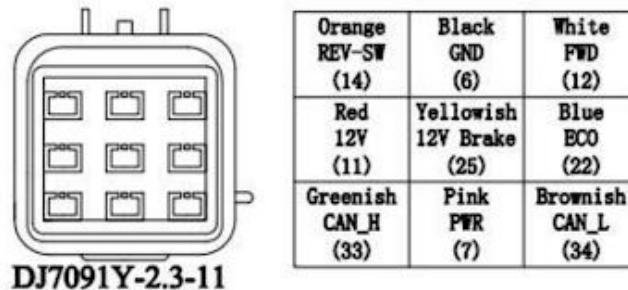 Orange Black White
REV-SW GND FWD
(14) (6) (12)
Red Yellowish Blue
12V 12V Brake ECO
(11) (25) (22)
Greenish Pink Brownish
CAN_H PWR CAN_L
(33) (7) (34)
DJ7091Y-2.3-11